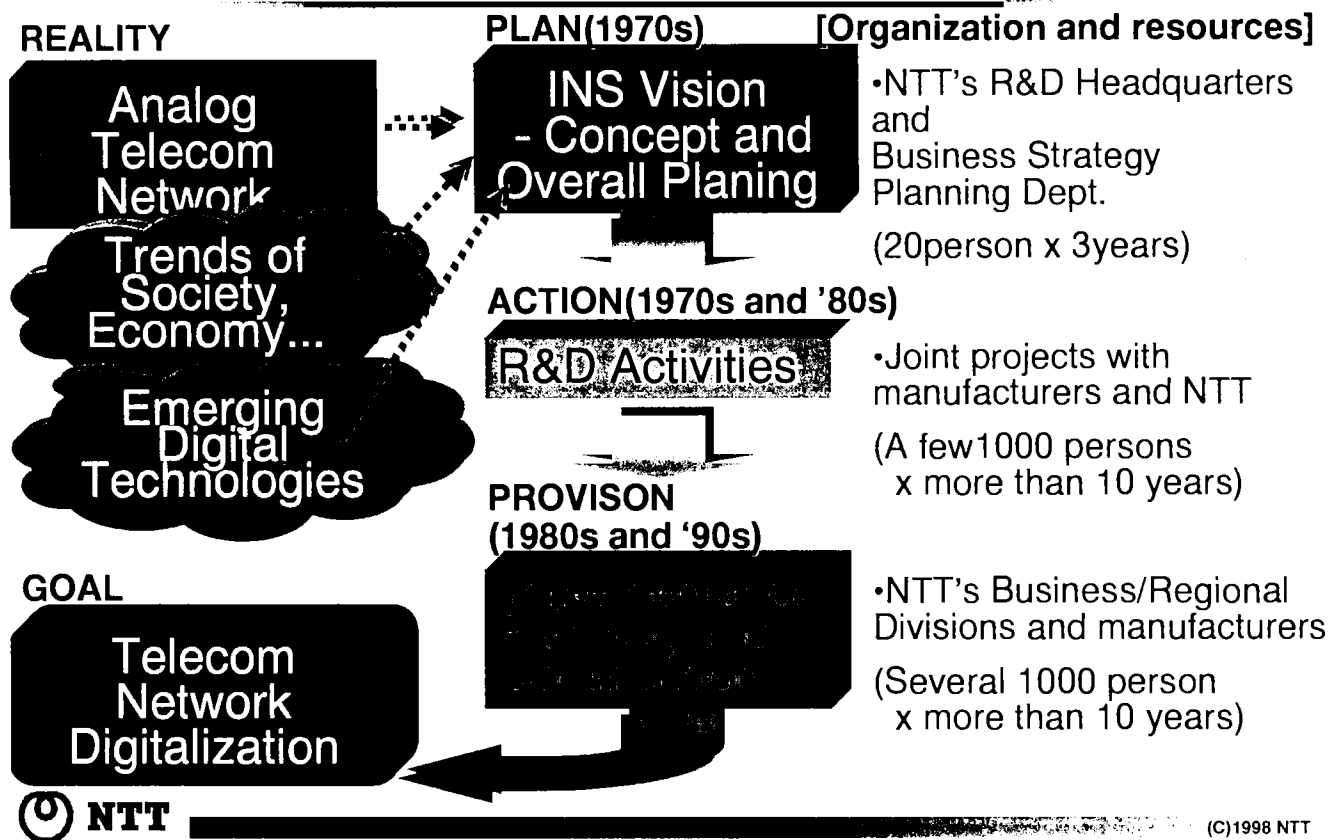 REALITY
Analog
Telecom
Network
Trends of
Society,
Economy...
Emerging
Digital
Technologies
GOAL
Telecom
Network
Digitalization
PLAN(1970s)
INS Vision
- Concept and
Overall Planing
ACTION(1970s and '80s)
R&D Activities
PROVISON
(1980s and '90s)
[Organization and resources]
•NTT's R&D Headquarters
and
Business Strategy
Planning Dept.
(20person x 3years)
•Joint projects with
manufacturers and NTT
(A few1000 persons
x more than 10 years)
•NTT's Business/Regional
Divisions and manufacturers
(Several 1000 person
x more than 10 years)
NTT
(C)1998 NTT